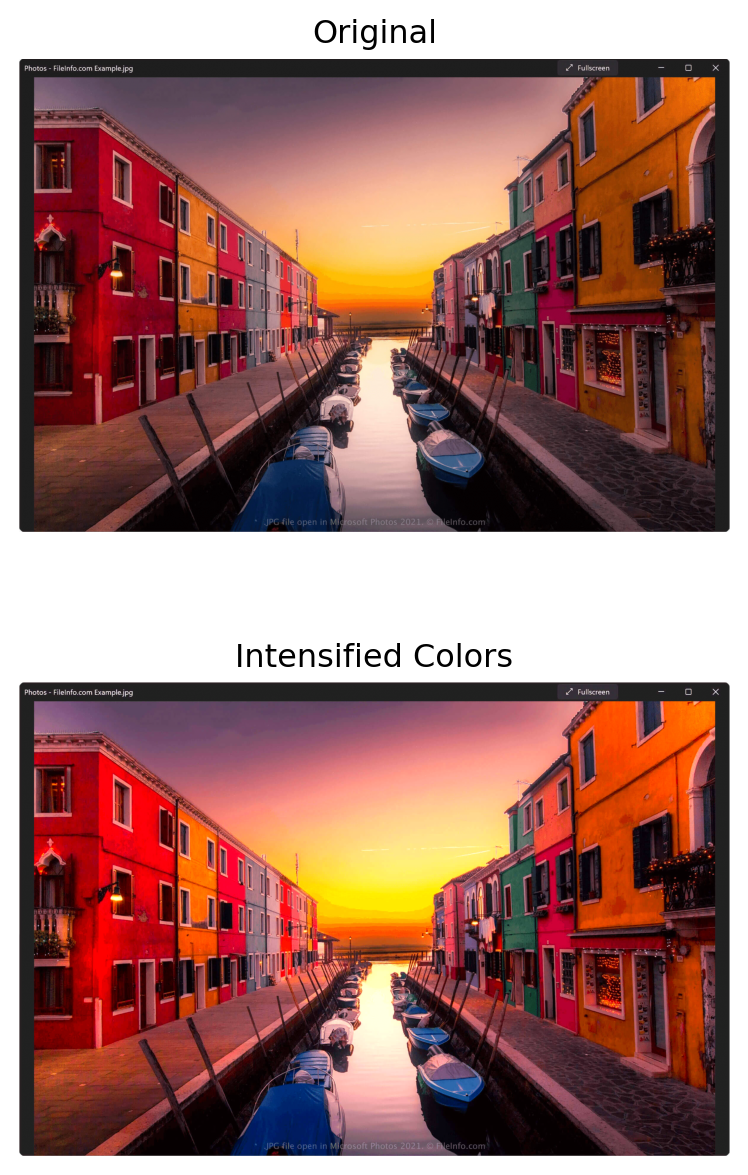 Original
Photos - FileInfo.com Example.jpg
Fullscreen
JPG file open in Microsoft Photos 2021, © FileInfo.com
Intensified Colors
Photos - FileInfo.com Example.jpg
Fullscreen
JPG file open in Microsoft Photos 2021, © FileInfo.com